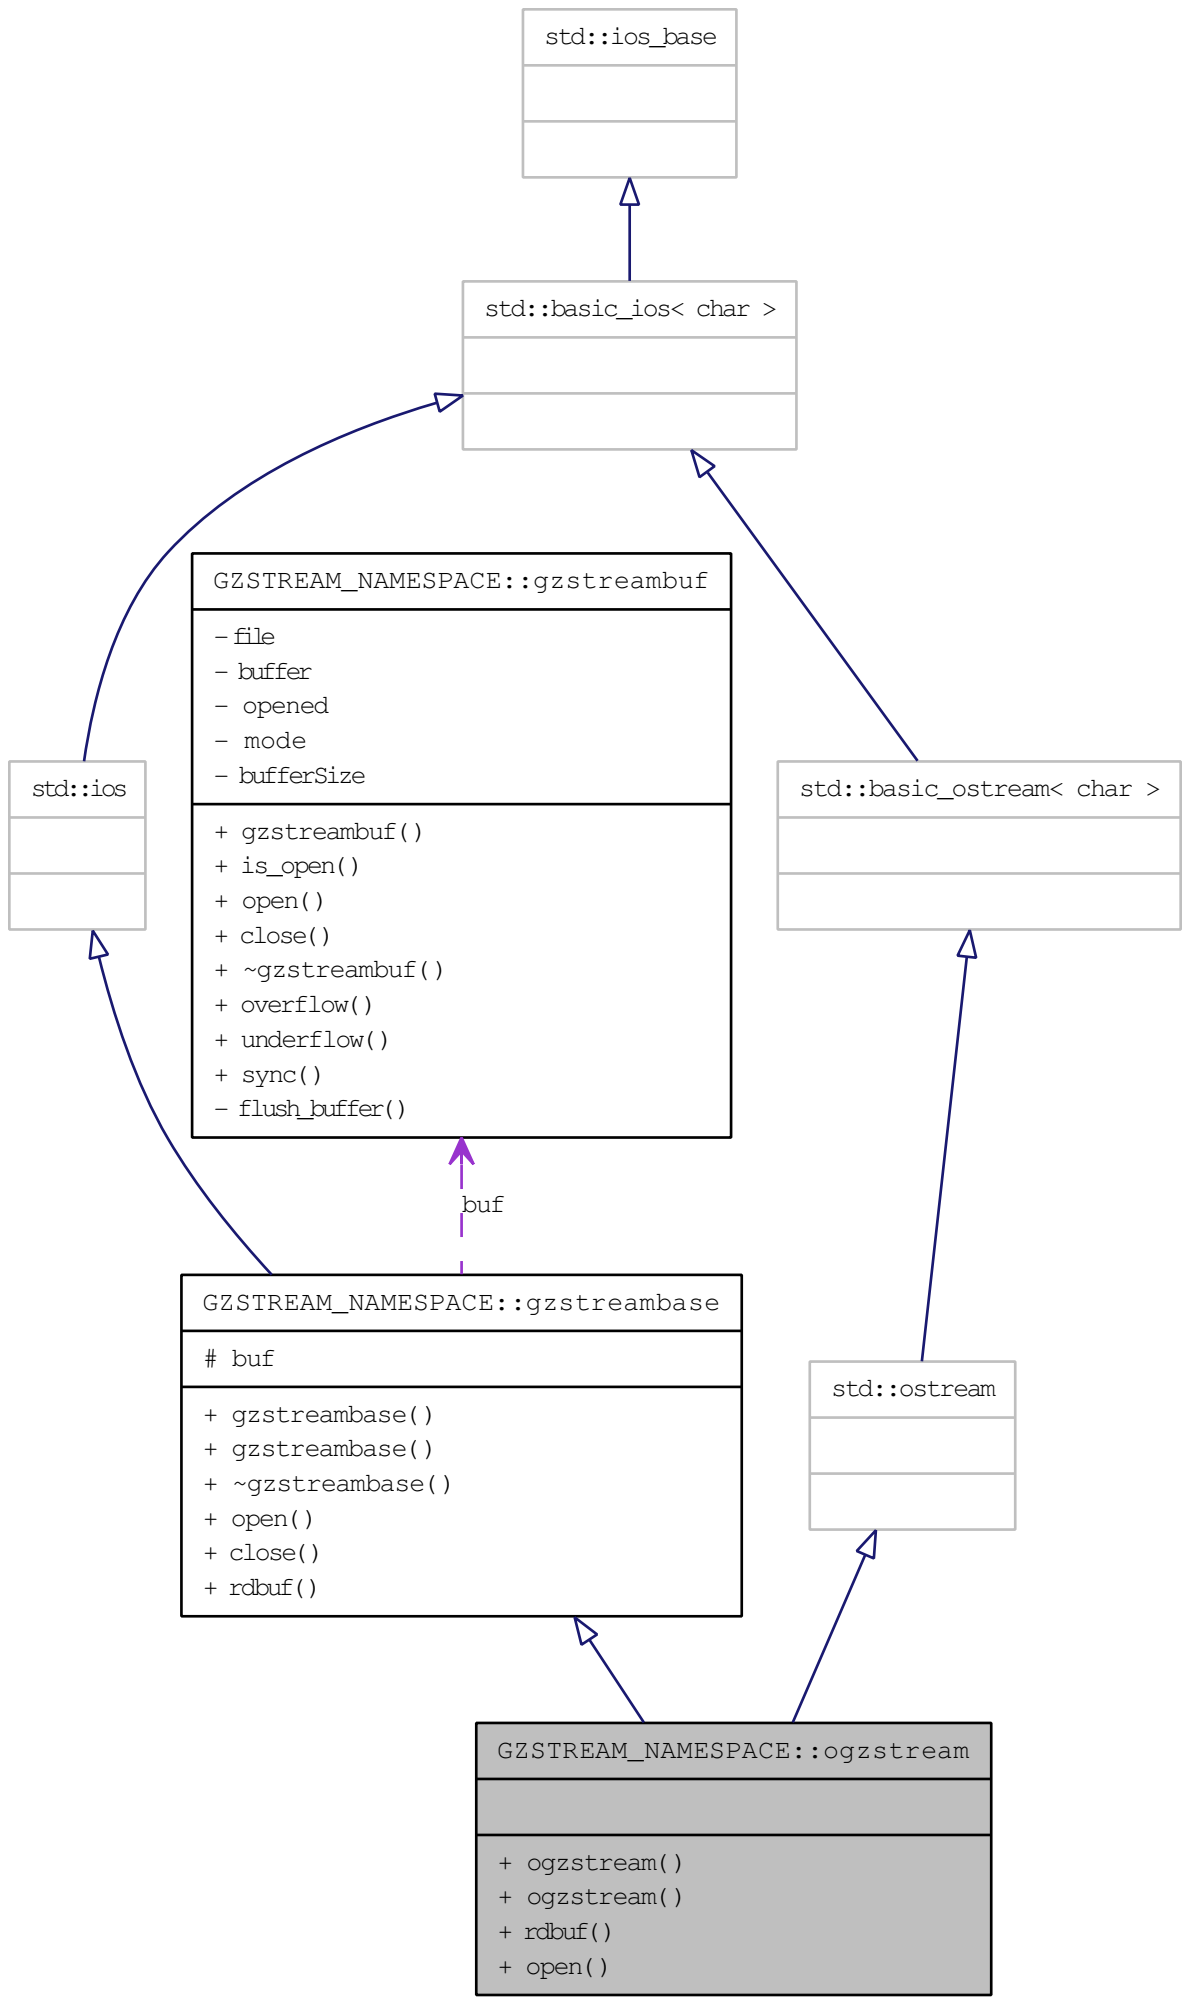 std::ios_base
std::basic_ios< char >
GZSTREAM_NAMESPACE::gzstreambuf
- file
- buffer
- opened
- mode
- bufferSize
+ gzstreambuf()
+ is_open()
+ open()
+ close()
+ ~gzstreambuf()
+ overflow()
+ underflow()
+ sync()
- flush_buffer()
std::ios
std::basic_ostream< char >
buf
GZSTREAM_NAMESPACE::gzstreambase
# buf
+ gzstreambase()
+ gzstreambase()
+ ~gzstreambase()
+ open()
+ close()
+ rdbuf()
std::ostream
GZSTREAM_NAMESPACE::ogzstream
+ ogzstream()
+ ogzstream()
+ rdbuf()
+ open()